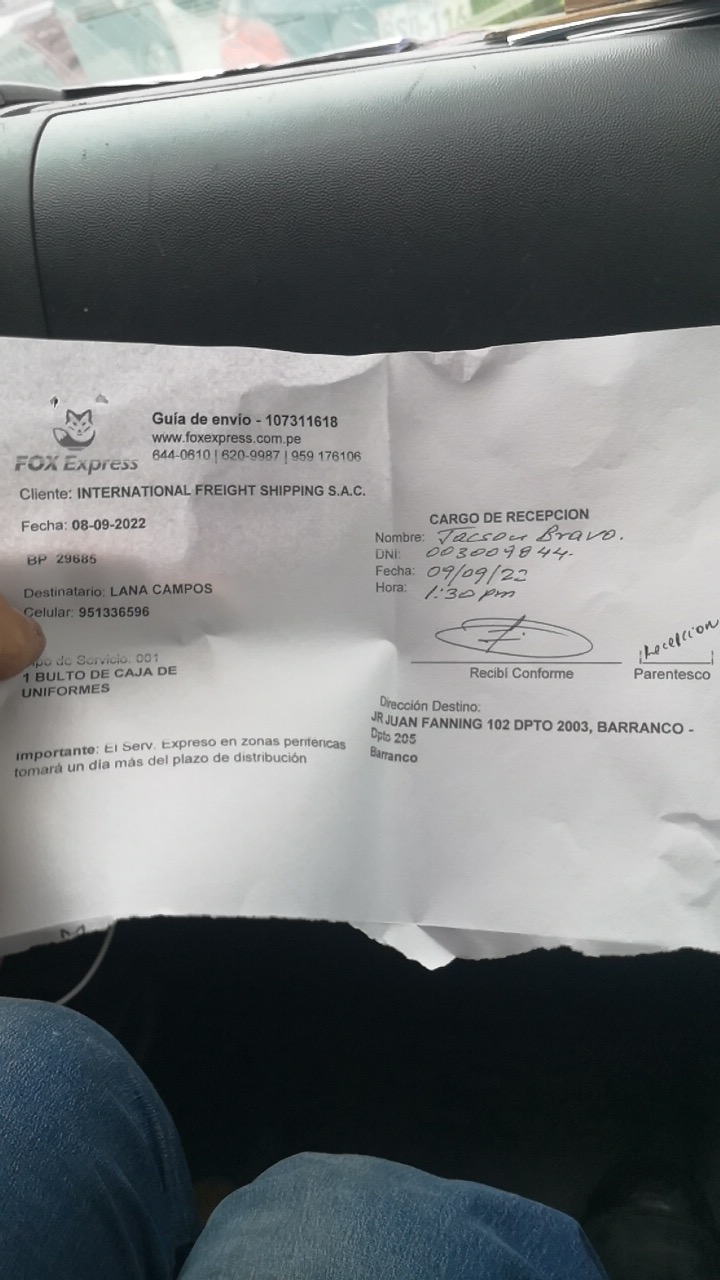 Guía de envío - 107311618
www.foxexpress.com.pe
644-0610 | 620-9987 | 959 176106
FOX Express
Cliente: INTERNATIONAL FREIGHT SHIPPING S.A.C.
Fecha: 08-09-2022
BP 29685
Destinatario: LANA CAMPOS
Celular: 951336596
po de Servicio: 001
1 BULTO DE CAJA DE
UNIFORMES
Importante: El Serv. Expreso en zonas periféricas
tomará un día más del plazo de distribución
CARGO DE RECEPCION
Nombre: Jacson Bravo.
DNI: 003009844.
Fecha: 09/09/22
Hora: 1:30 pm
Recibí Conforme
Recepcion
Parentesco
Dirección Destino:
JR JUAN FANNING 102 DPTO 2003, BARRANCO -
Dpto 205
Barranco